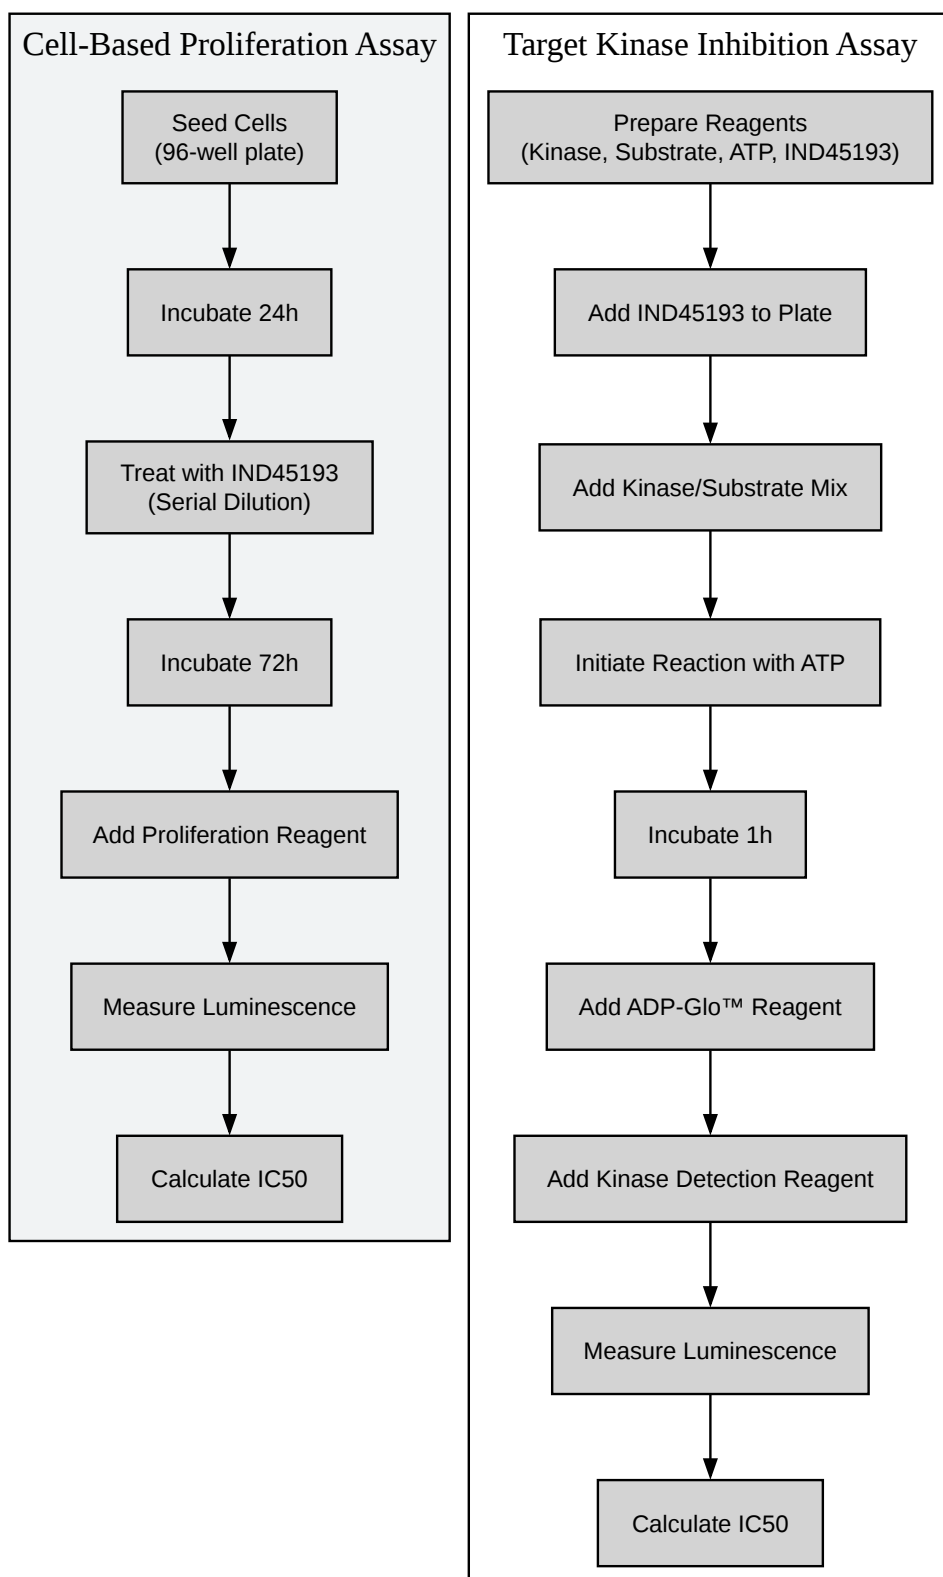 Cell-Based Proliferation Assay
Seed Cells
(96-well plate)
Incubate 24h
Treat with IND45193
(Serial Dilution)
Incubate 72h
Add Proliferation Reagent
Measure Luminescence
Calculate IC50
Target Kinase Inhibition Assay
Prepare Reagents
(Kinase, Substrate, ATP, IND45193)
Add IND45193 to Plate
Add Kinase/Substrate Mix
Initiate Reaction with ATP
Incubate 1h
Add ADP-Glo™ Reagent
Add Kinase Detection Reagent
Measure Luminescence
Calculate IC50